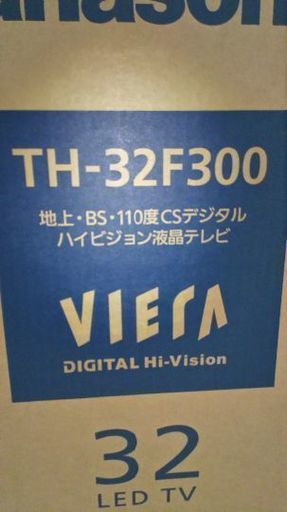 Panasonic
TH-32F300
地上・BS・110度CSデジタル
ハイビジョン液晶テレビ
VIErA
DIGITAL Hi-Vision
32
LED TV